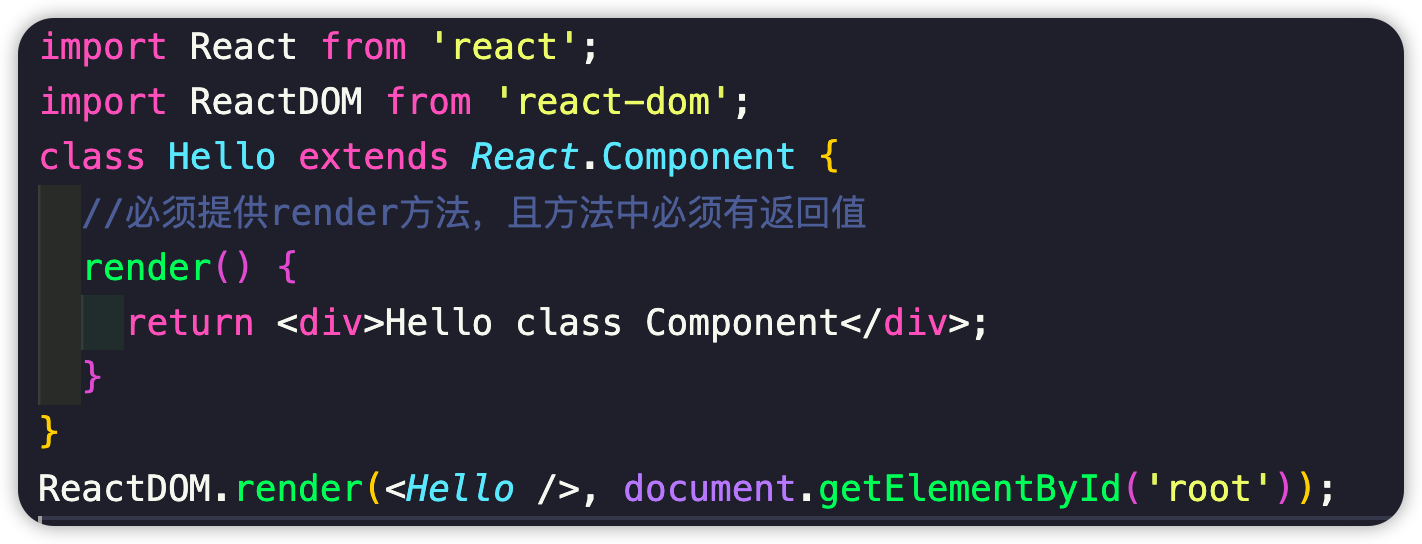 import React from 'react';
import ReactDOM from 'react-dom';
class Hello extends React.Component {
  //必须提供render方法，且方法中必须有返回值
  render() {
    return <div>Hello class Component</div>;
  }
}
ReactDOM.render(<Hello />, document.getElementById('root'));